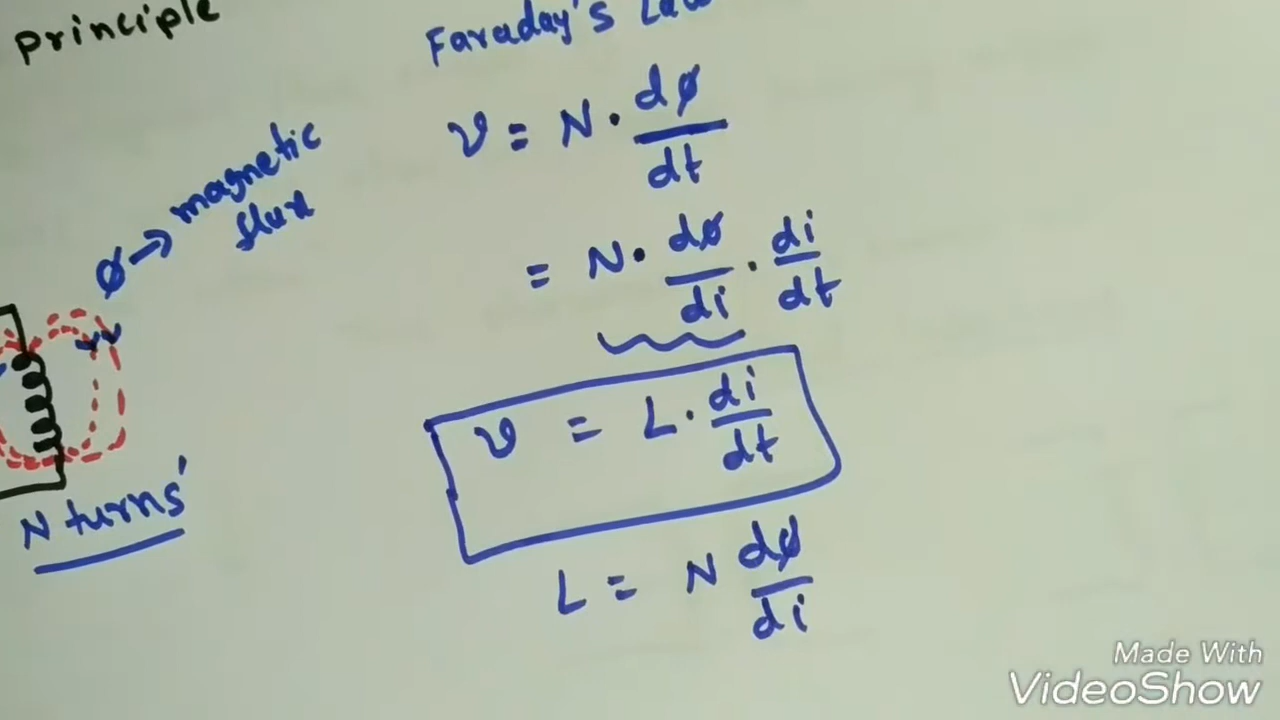 principle
Faraday's Law
v = N · dφ/dt
φ → magnetic
flux
= N · dφ/di · di/dt
v = L · di/dt
N turns
L = N dφ/di
Made With
VideoShow